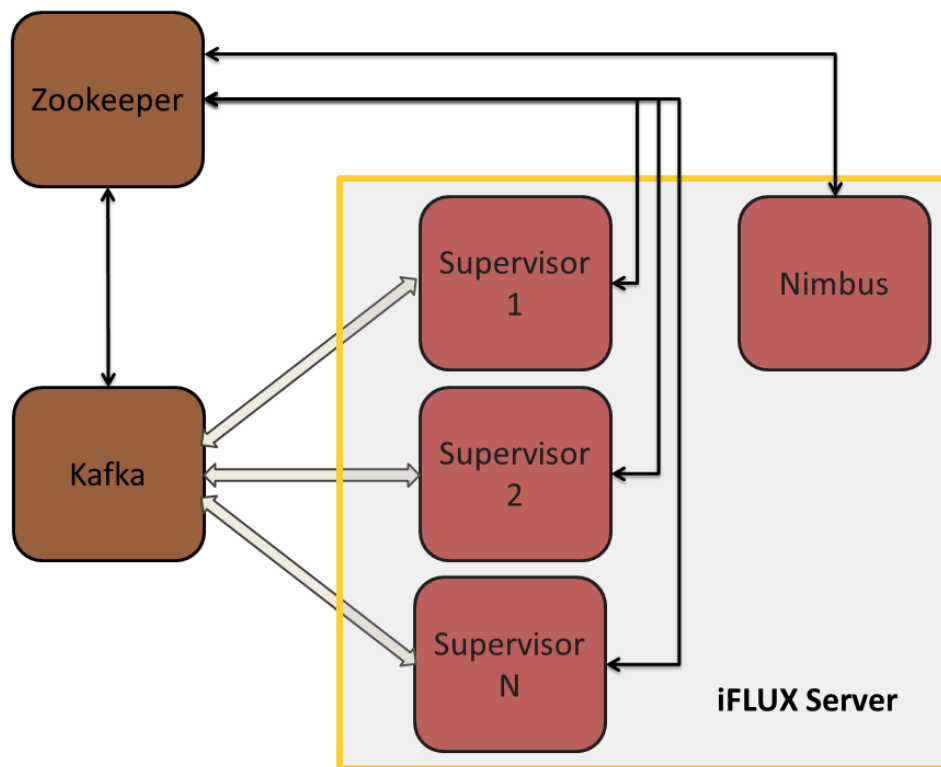 Zookeeper
Supervisor
1
Nimbus
Kafka
Supervisor
2
Supervisor
N
iFLUX Server